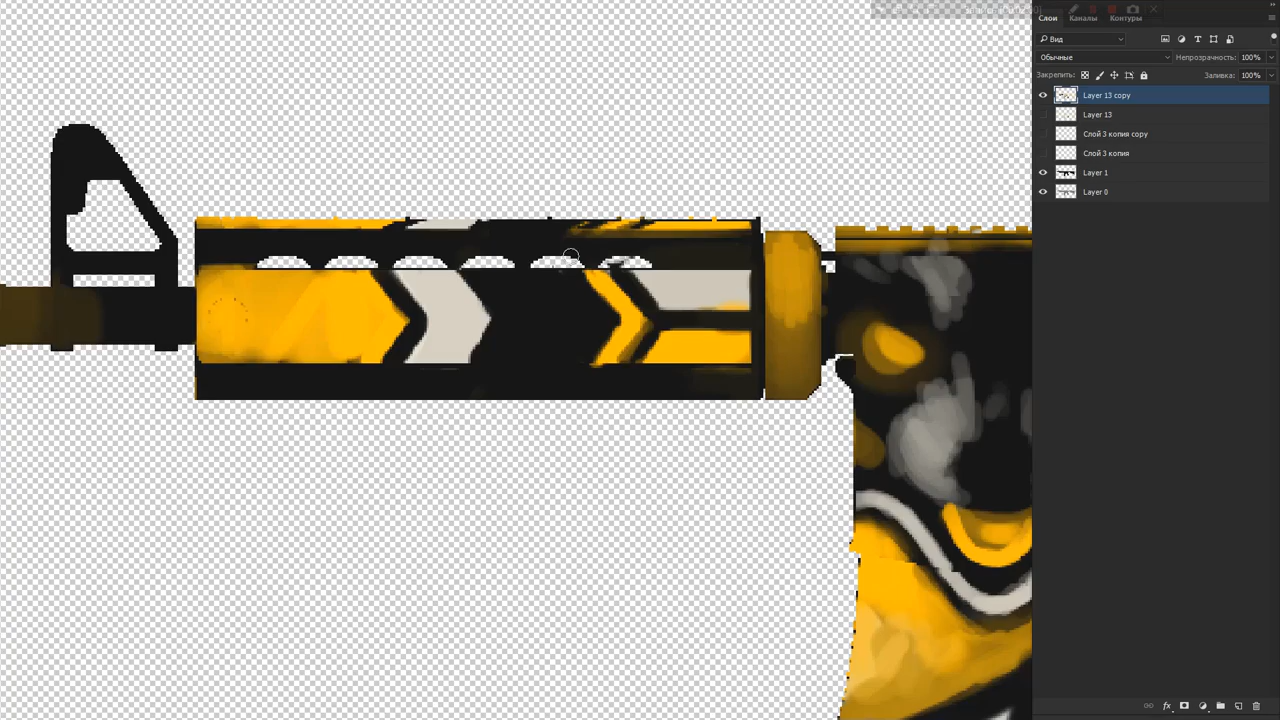 Слои Каналы Контуры
Вид
Обычные Непрозрачность: 100%
Закрепить: Заливка: 100%
Layer 13 copy
Layer 13
Слой 3 копия copy
Слой 3 копия
Layer 1
Layer 0
fx